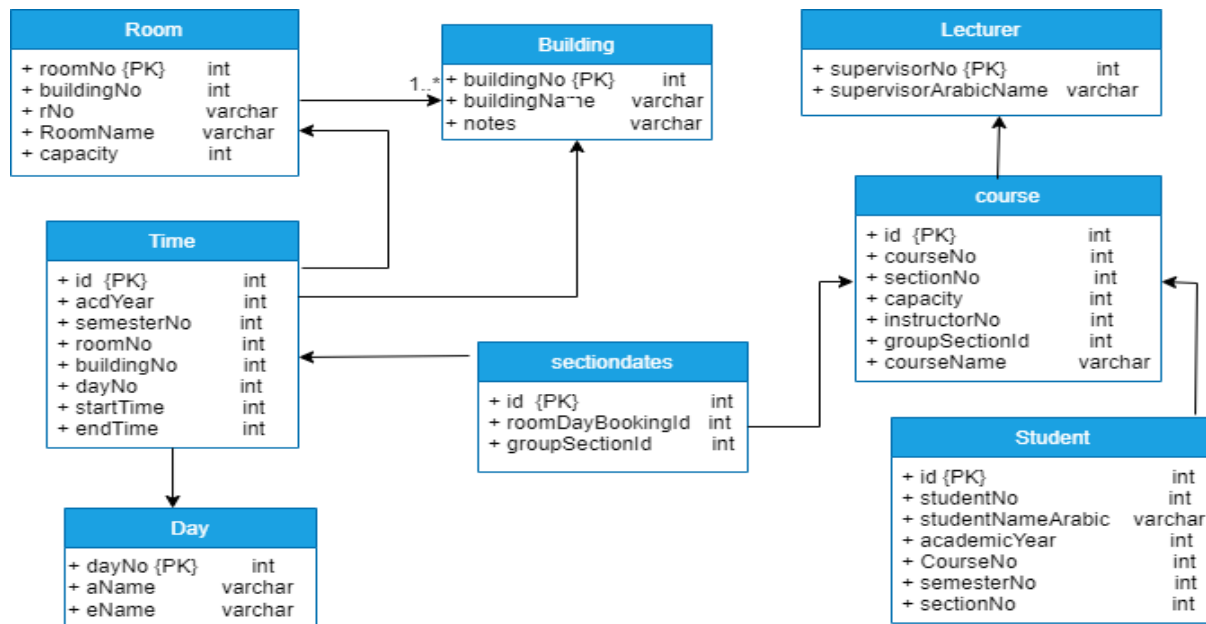 Room
+ roomNo {PK} int
+ buildingNo int
+ rNo varchar
+ RoomName varchar
+ capacity int
1..*
Building
+ buildingNo {PK} int
+ buildingName varchar
+ notes varchar
Lecturer
+ supervisorNo {PK} int
+ supervisorArabicName varchar
Time
+ id {PK} int
+ acdYear int
+ semesterNo int
+ roomNo int
+ buildingNo int
+ dayNo int
+ startTime int
+ endTime int
course
+ id {PK} int
+ courseNo int
+ sectionNo int
+ capacity int
+ instructorNo int
+ groupSectionId int
+ courseName varchar
sectiondates
+ id {PK} int
+ roomDayBookingId int
+ groupSectionId int
Day
+ dayNo {PK} int
+ aName varchar
+ eName varchar
Student
+ id {PK} int
+ studentNo int
+ studentNameArabic varchar
+ academicYear int
+ CourseNo int
+ semesterNo int
+ sectionNo int